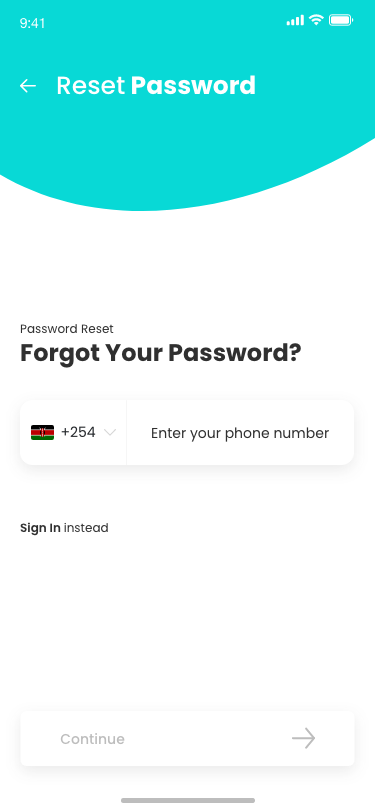 9:41
Reset Password
Password Reset
Forgot Your Password?
+254
Enter your phone number
Sign In instead
Continue